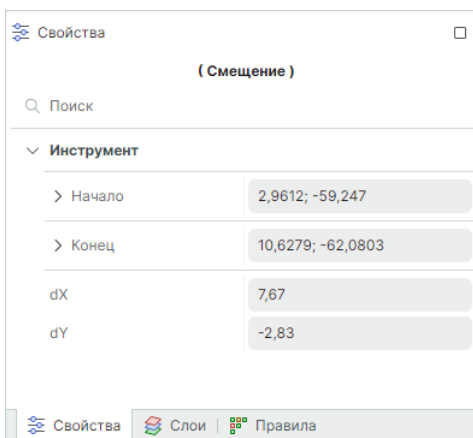 Свойства
( Смещение )
Поиск
Инструмент
Начало 2,9612; -59,247
Конец 10,6279; -62,0803
dX 7,67
dY -2,83
Свойства Слои Правила